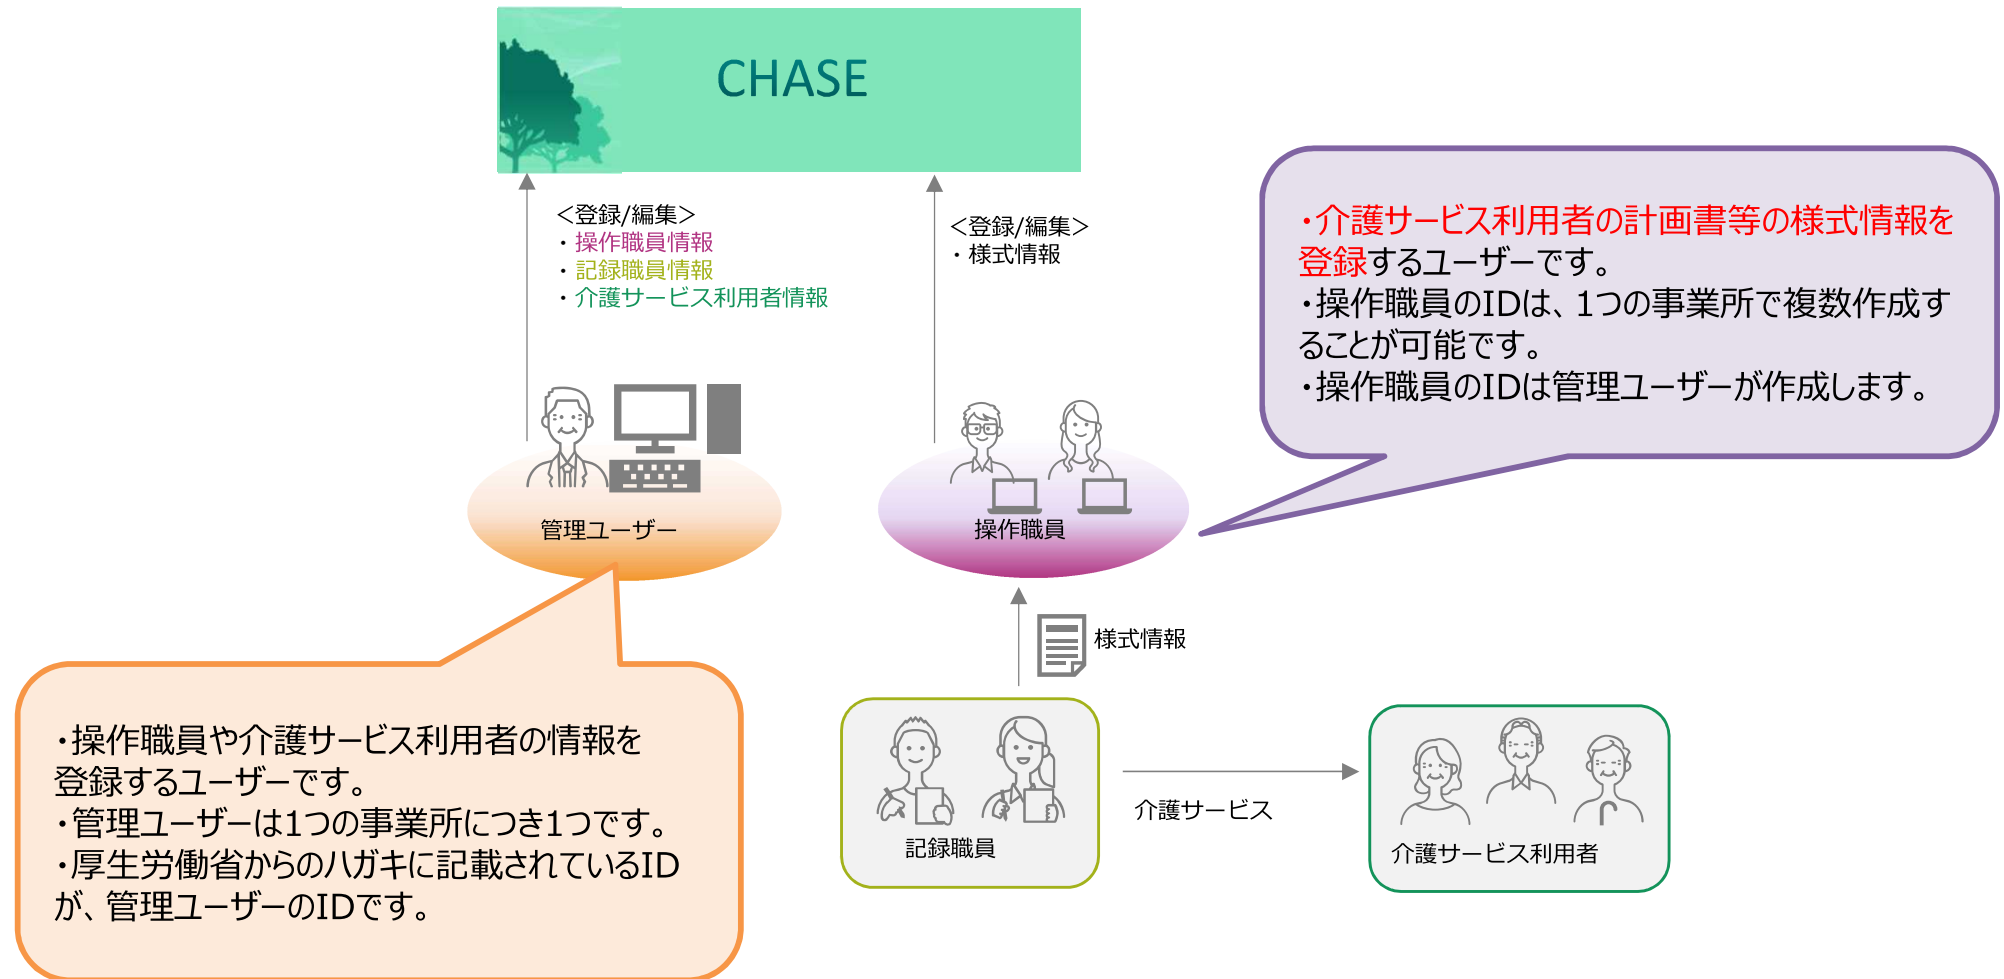 CHASE
＜登録/編集＞
・操作職員情報
・記録職員情報
・介護サービス利用者情報
＜登録/編集＞
・様式情報
・介護サービス利用者の計画書等の様式情報を
登録するユーザーです。
・操作職員のIDは、1つの事業所で複数作成す
ることが可能です。
・操作職員のIDは管理ユーザーが作成します。
管理ユーザー
操作職員
様式情報
・操作職員や介護サービス利用者の情報を
登録するユーザーです。
・管理ユーザーは1つの事業所につき1つです。
・厚生労働省からのハガキに記載されているID
が、管理ユーザーのIDです。
記録職員
介護サービス
介護サービス利用者